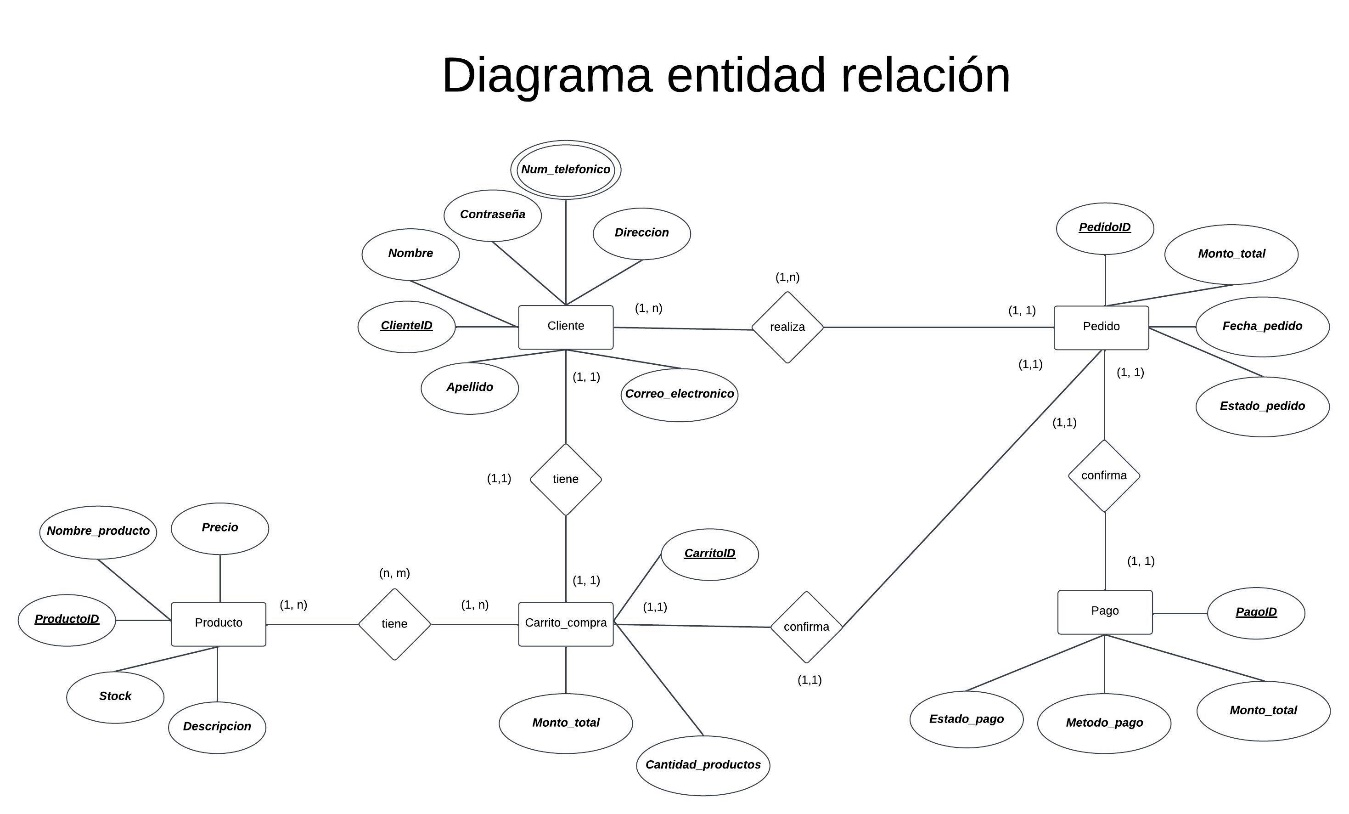 Diagrama entidad relación
Num_telefonico
Contraseña
Direccion
Nombre
ClienteID
Cliente
Apellido
Correo_electronico
(1, n)
(1,n)
realiza
(1, 1)
PedidoID
Monto_total
Pedido
Fecha_pedido
Estado_pedido
(1, 1)
(1,1)
tiene
(1, 1)
(1,1)
(1, 1)
(1,1)
confirma
(1, 1)
Nombre_producto
Precio
ProductoID
Producto
Stock
Descripcion
(1, n)
(n, m)
tiene
(1, n)
Carrito_compra
CarritoID
(1,1)
Monto_total
Cantidad_productos
confirma
(1,1)
Pago
PagoID
Estado_pago
Metodo_pago
Monto_total